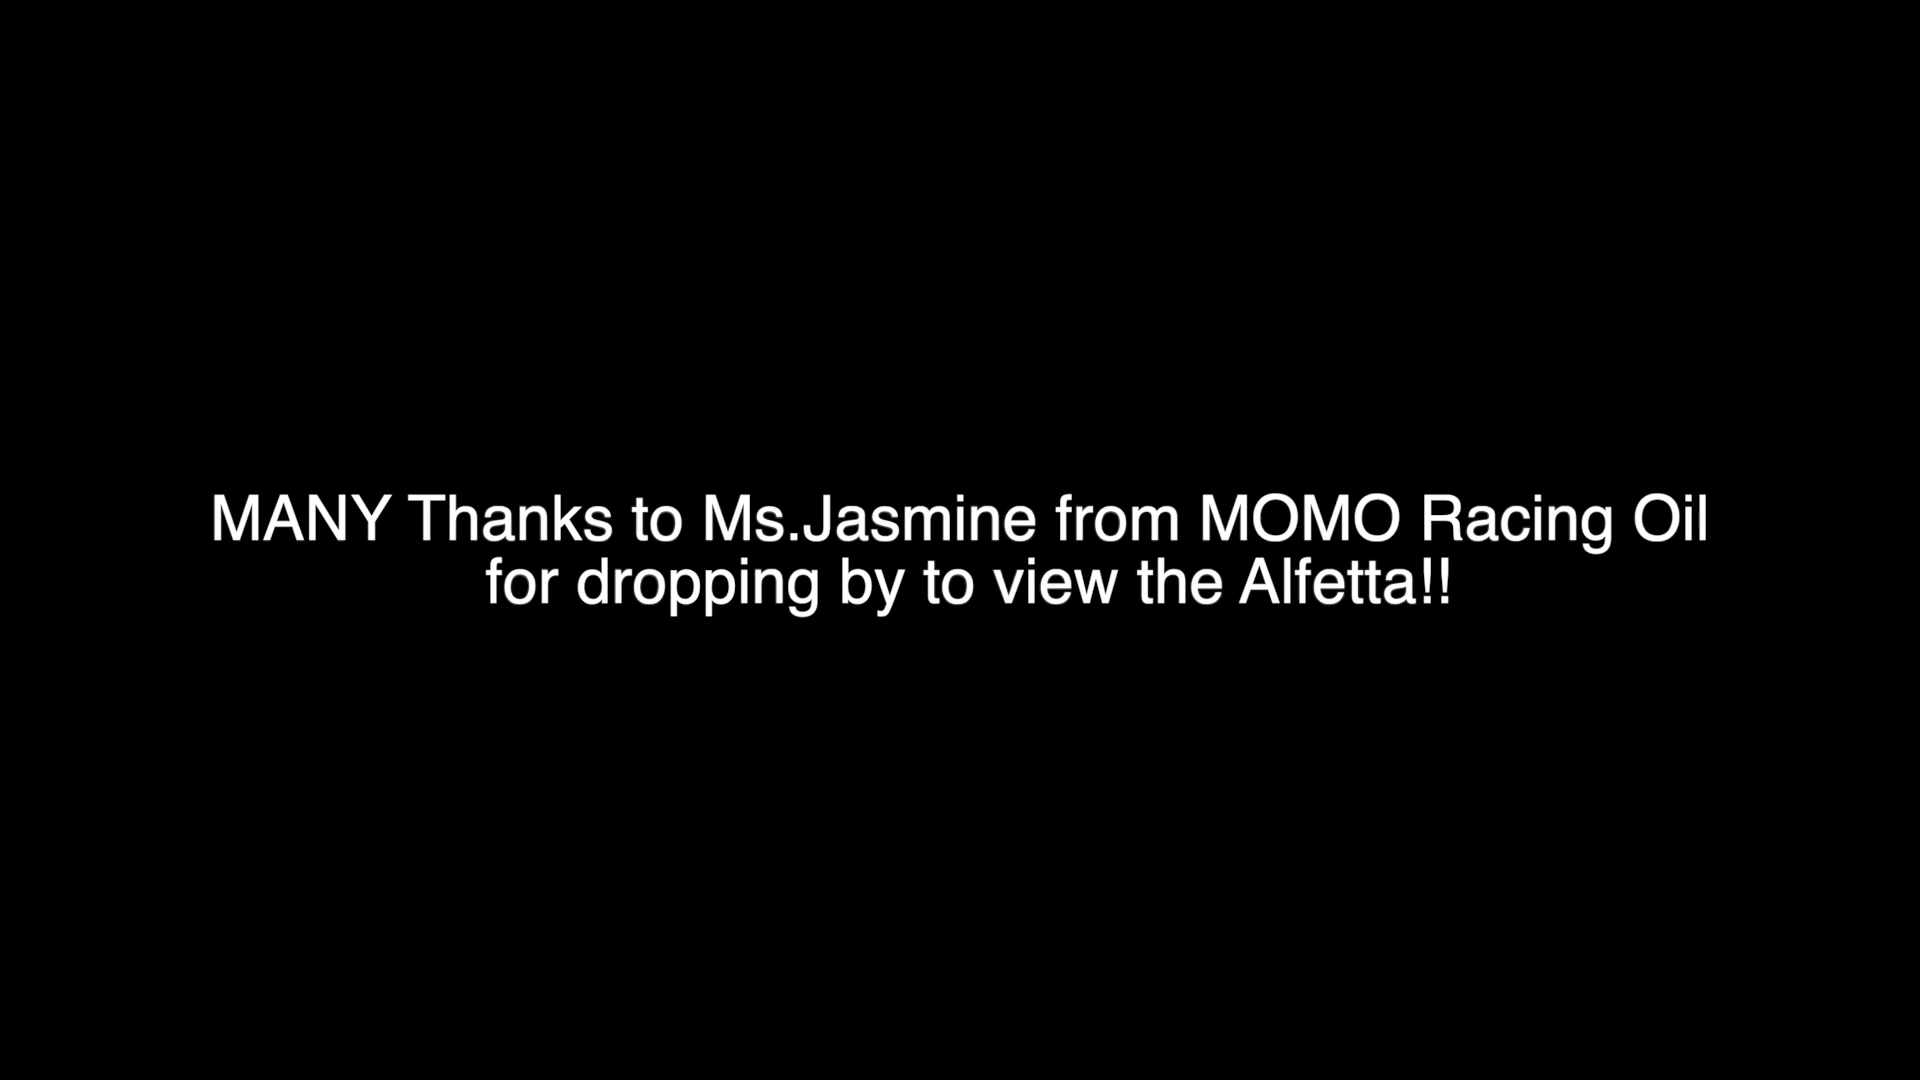 MANY Thanks to Ms.Jasmine from MOMO Racing Oil
for dropping by to view the Alfetta!!